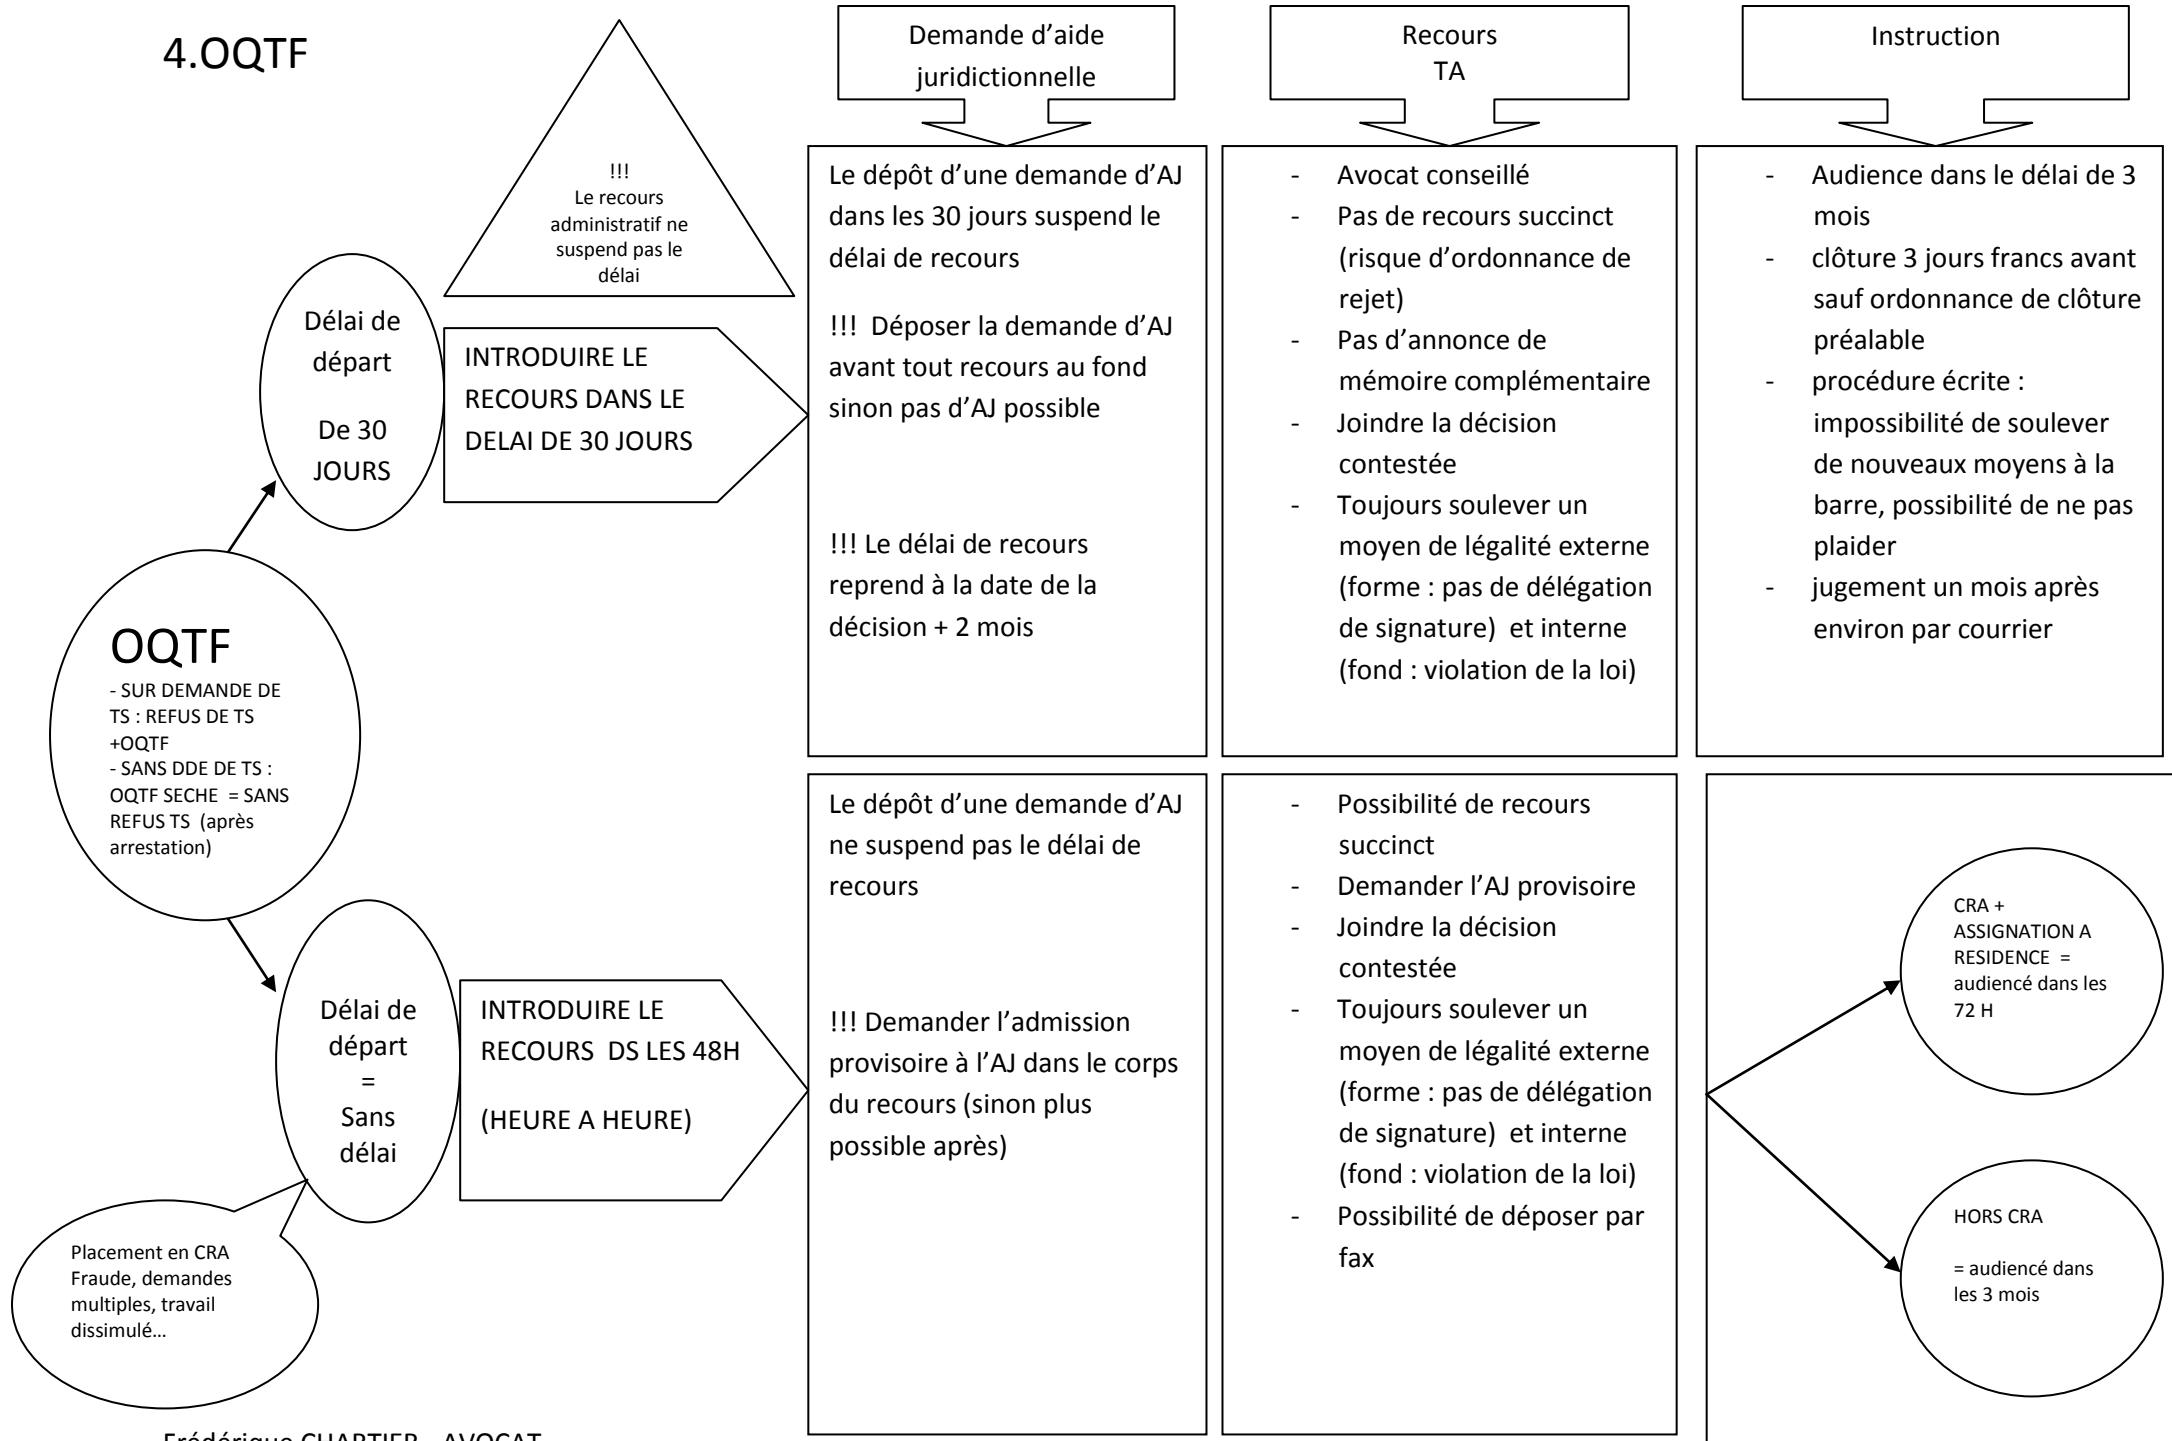 4.OQTF
!!!
Le recours
administratif ne
suspend pas le
délai
Demande d’aide
juridictionnelle
Recours
TA
Instruction
Délai de
départ
De 30
JOURS
INTRODUIRE LE
RECOURS DANS LE
DELAI DE 30 JOURS
Le dépôt d’une demande d’AJ
dans les 30 jours suspend le
délai de recours
!!! Déposer la demande d’AJ
avant tout recours au fond
sinon pas d’AJ possible
!!! Le délai de recours
reprend à la date de la
décision + 2 mois
- Avocat conseillé
- Pas de recours succinct
(risque d’ordonnance de
rejet)
- Pas d’annonce de
mémoire complémentaire
- Joindre la décision
contestée
- Toujours soulever un
moyen de légalité externe
(forme : pas de délégation
de signature) et interne
(fond : violation de la loi)
- Audience dans le délai de 3
mois
- clôture 3 jours francs avant
sauf ordonnance de clôture
préalable
- procédure écrite :
impossibilité de soulever
de nouveaux moyens à la
barre, possibilité de ne pas
plaider
- jugement un mois après
environ par courrier
OQTF
- SUR DEMANDE DE
TS : REFUS DE TS
+OQTF
- SANS DDE DE TS :
OQTF SECHE = SANS
REFUS TS (après
arrestation)
Délai de
départ
=
Sans
délai
INTRODUIRE LE
RECOURS DS LES 48H
(HEURE A HEURE)
Le dépôt d’une demande d’AJ
ne suspend pas le délai de
recours
!!! Demander l’admission
provisoire à l’AJ dans le corps
du recours (sinon plus
possible après)
- Possibilité de recours
succinct
- Demander l’AJ provisoire
- Joindre la décision
contestée
- Toujours soulever un
moyen de légalité externe
(forme : pas de délégation
de signature) et interne
(fond : violation de la loi)
- Possibilité de déposer par
fax
CRA +
ASSIGNATION A
RESIDENCE =
audiencé dans les
72 H
HORS CRA
= audiencé dans
les 3 mois
Placement en CRA
Fraude, demandes
multiples, travail
dissimulé…
Frédérique CHARTIER - AVOCAT